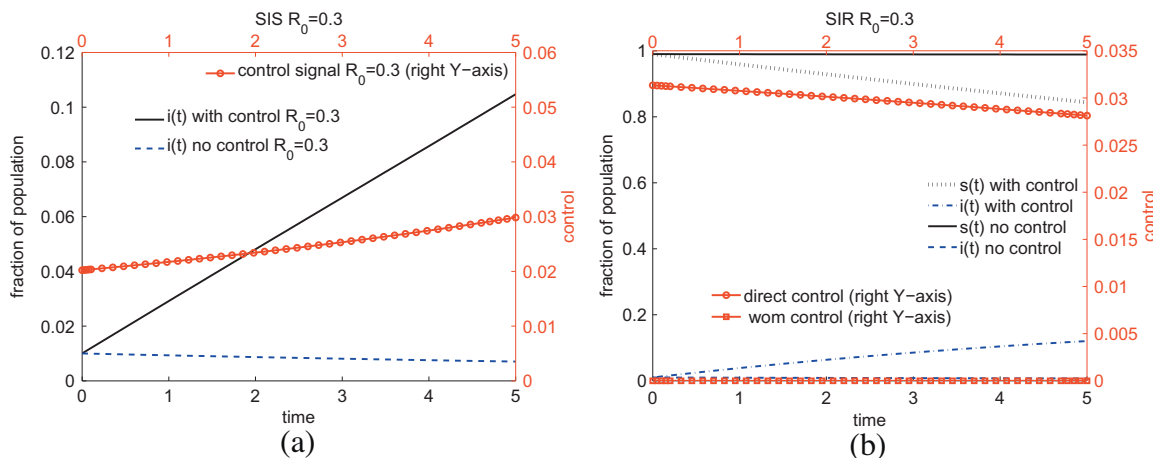 SIS R_0=0.3
0 1 2 3 4 5
0.12
0.1
0.08
0.06
0.04
0.02
0
fraction of population
control signal R_0=0.3 (right Y−axis)
i(t) with control R_0=0.3
i(t) no control R_0=0.3
0.06
0.05
0.04
0.03
0.02
0.01
0
control
0 1 2 3 4 5
time
(a)
SIR R_0=0.3
0 1 2 3 4 5
1
0.8
0.6
0.4
0.2
0
fraction of population
s(t) with control
i(t) with control
s(t) no control
i(t) no control
direct control (right Y−axis)
wom control (right Y−axis)
0.035
0.03
0.025
0.02
0.015
0.01
0.005
0
control
0 1 2 3 4 5
time
(b)